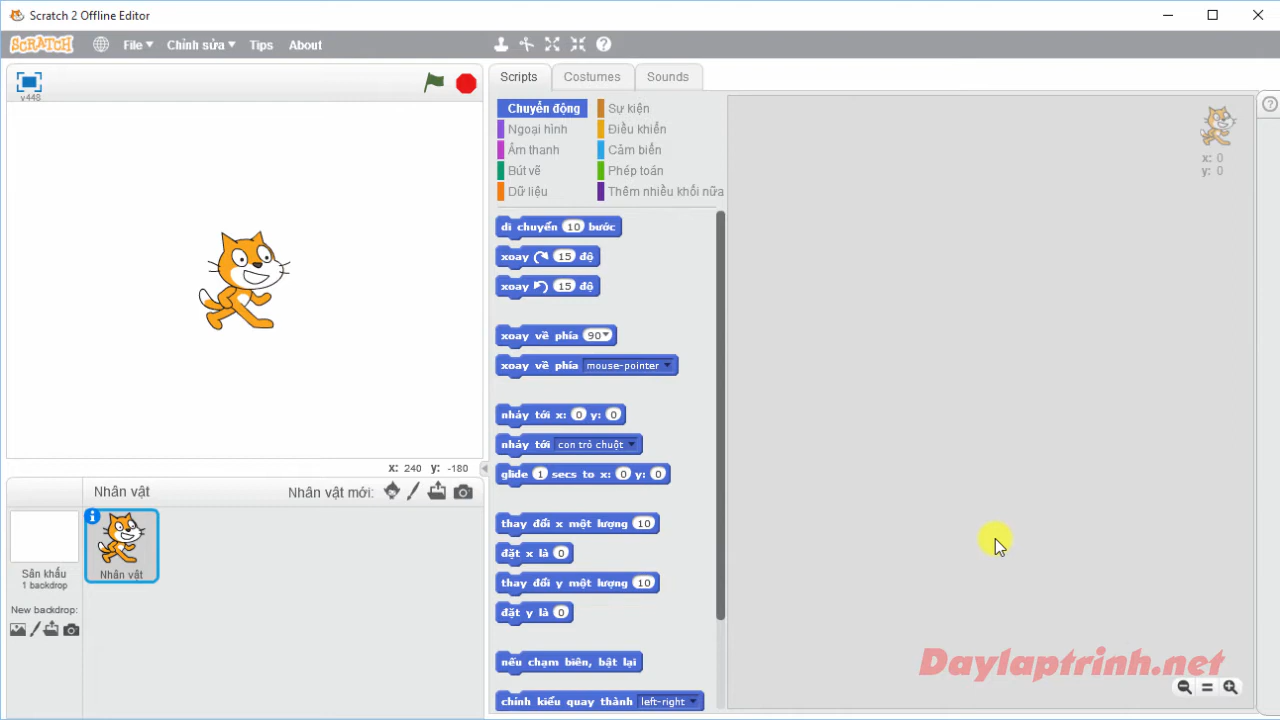 Scratch 2 Offline Editor
SCRATCH File Chỉnh sửa Tips About
v448
Scripts Costumes Sounds
Chuyển động Sự kiện
Ngoại hình Điều khiển
Âm thanh Cảm biến
Bút vẽ Phép toán
Dữ liệu Thêm nhiều khối nữa
x: 0
y: 0
di chuyển 10 bước
xoay 15 độ
xoay 15 độ
xoay về phía 90
xoay về phía mouse-pointer
nhảy tới x: 0 y: 0
nhảy tới con trỏ chuột
glide 1 secs to x: 0 y: 0
thay đổi x một lượng 10
đặt x là 0
thay đổi y một lượng 10
đặt y là 0
nếu chạm biên, bật lại
chỉnh kiểu quay thành left-right
x: 240 y: -180
Nhân vật Nhân vật mới:
Nhân vật
Sân khấu
1 backdrop
New backdrop:
Daylaptrinh.net